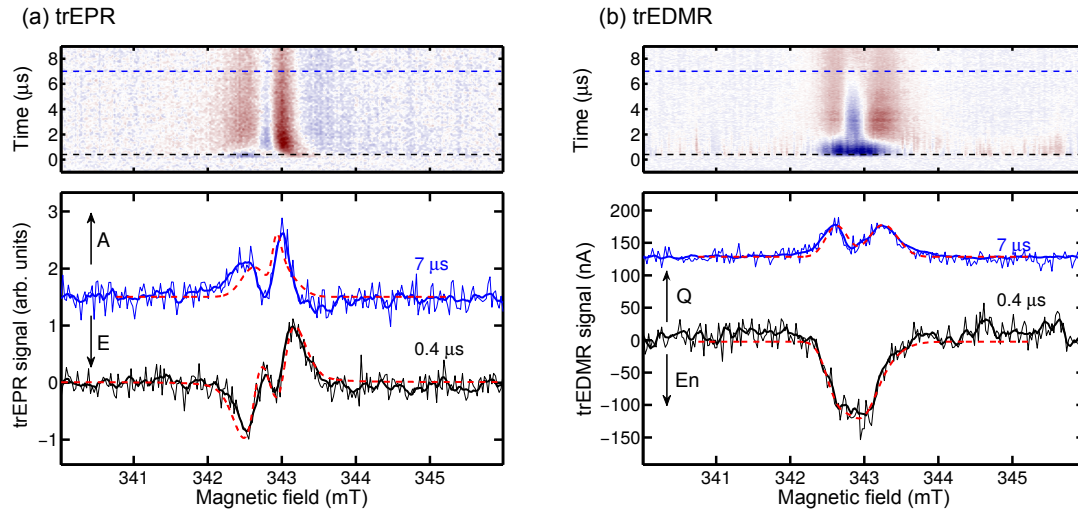 (a) trEPR
(b) trEDMR
Time (μs)
8
6
4
2
0
Time (μs)
8
6
4
2
0
trEPR signal (arb. units)
3
2
1
0
−1
A
E
7 μs
0.4 μs
341
342
343
344
345
Magnetic field (mT)
trEDMR signal (nA)
200
150
100
50
0
−50
−100
−150
Q
En
7 μs
0.4 μs
341
342
343
344
345
Magnetic field (mT)